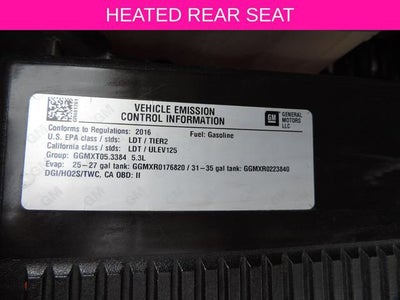 HEATED REAR SEAT
VEHICLE EMISSION
CONTROL INFORMATION
GM
GENERAL
MOTORS
LLC
Conforms to Regulations: 2016 Fuel: Gasoline
U.S. EPA class / stds: LDT / TIER2
California class / stds: LDT / ULEV125
Group: GGMXT05.3384 5.3L
Evap: 25-27 gal tank: GGMXR0176820 / 31-35 gal tank: GGMXR0223840
DGI/HO2S/TWC, CA OBD: II